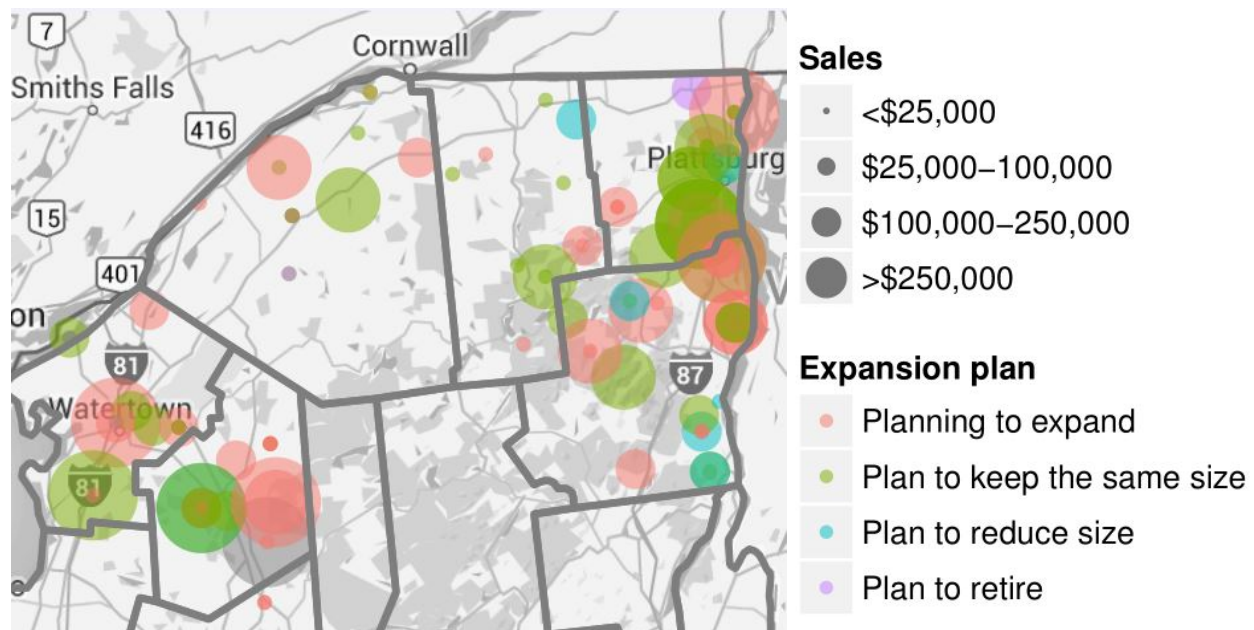 7
Cornwall
Smiths Falls
416
Plattsburg
15
401
on
81
87
Watertown
81
V
Sales
<$25,000
$25,000–100,000
$100,000–250,000
>$250,000
Expansion plan
Planning to expand
Plan to keep the same size
Plan to reduce size
Plan to retire